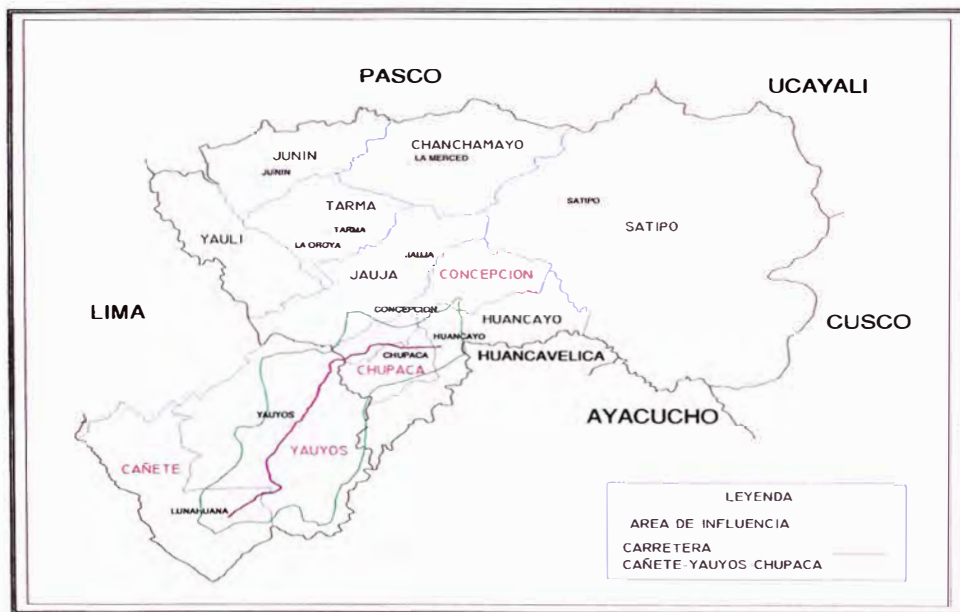 PASCO
UCAYALI
CHANCHAMAYO
LA MERCED
JUNIN
JUNIN
TARMA
TARMA
SATIPO
SATIPO
YAULI
LA OROYA
JAUJA
JAUJA
CONCEPCION
LIMA
CONCEPCION
HUANCAYO
CUSCO
HUANCAYO
CHUPACA
HUANCAVELICA
CHUPACA
AYACUCHO
YAUYOS
YAUYOS
CAÑETE
LUNAHUANA
LEYENDA
AREA DE INFLUENCIA
CARRETERA
CAÑETE-YAUYOS-CHUPACA